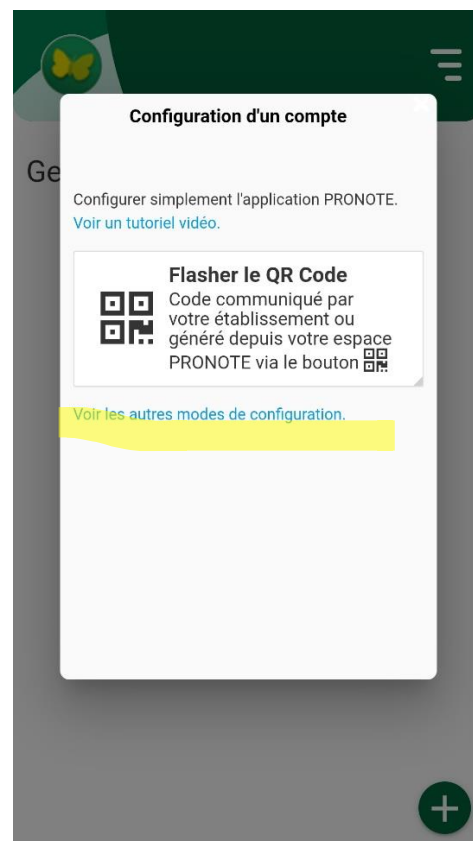 Configuration d'un compte
Ge
Configurer simplement l'application PRONOTE.
Voir un tutoriel vidéo.
Flasher le QR Code
Code communiqué par
votre établissement ou
généré depuis votre espace
PRONOTE via le bouton
Voir les autres modes de configuration.